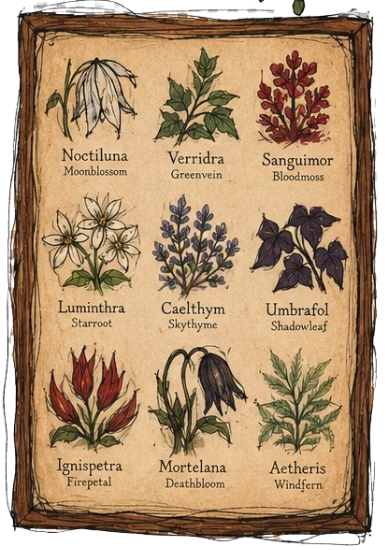 Noctiluna
Moonblossom
Verridra
Greenvein
Sanguimor
Bloodmoss
Luminthra
Starroot
Caelthym
Skythyme
Umbrafol
Shadowleaf
Ignispetra
Firepetal
Mortelana
Deathbloom
Aetheris
Windfern